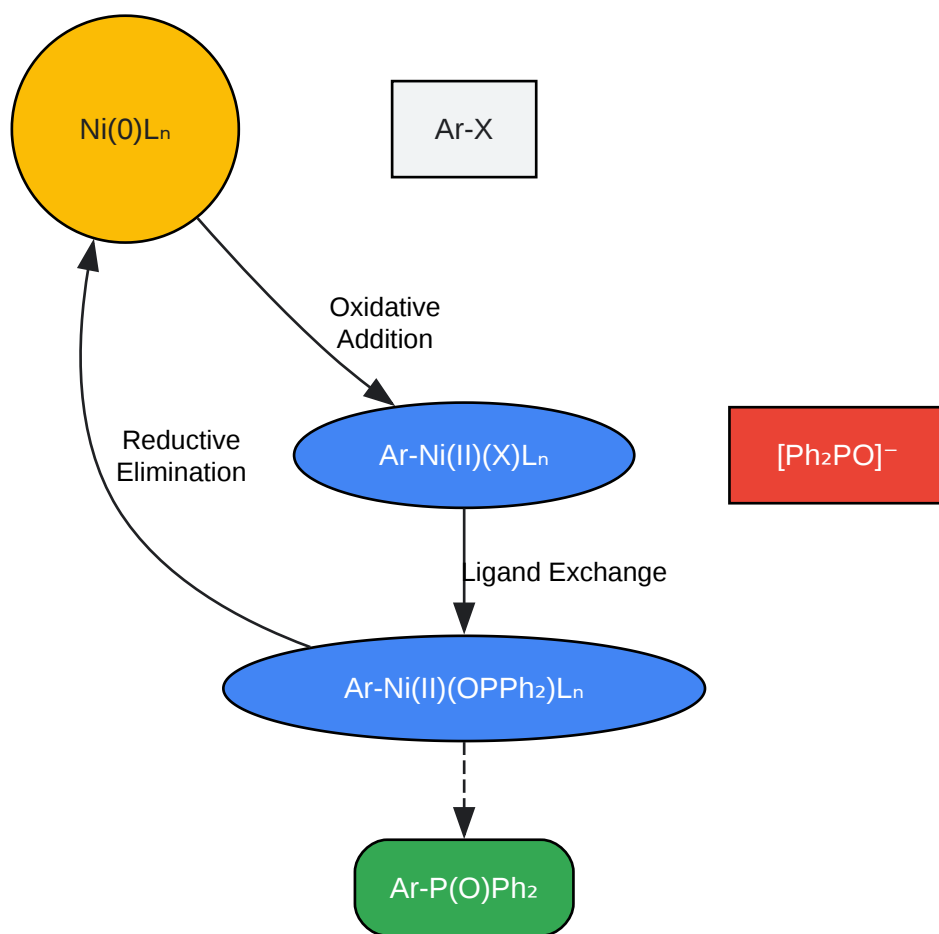 Ni(0)Lₙ
Ar-X
Oxidative
Addition
Reductive
Elimination
Ar-Ni(II)(X)Lₙ
[Ph₂PO]⁻
Ligand Exchange
Ar-Ni(II)(OPPh₂)Lₙ
Ar-P(O)Ph₂